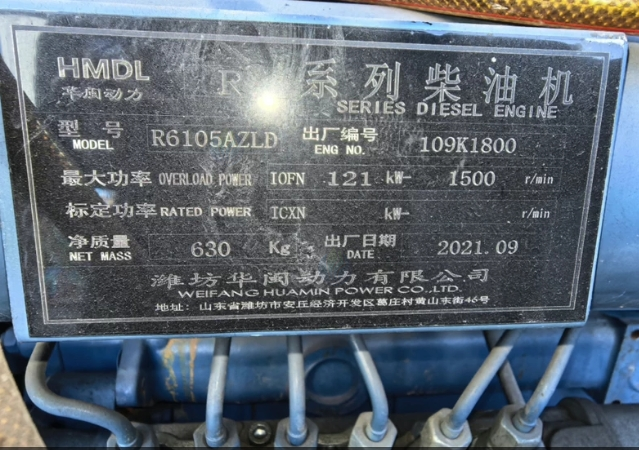 HMDL
华闽动力
R 系列柴油机
SERIES DIESEL ENGINE
型号 MODEL R6105AZLD 出厂编号 ENG NO. 109K1800
最大功率 OVERLOAD POWER IOFN 121 kW- 1500 r/min
标定功率 RATED POWER ICXN kW- r/min
净质量 NET MASS 630 Kg 出厂日期 DATE 2021.09
潍坊华闽动力有限公司
WEIFANG HUAMIN POWER CO.,LTD.
地址: 山东省潍坊市安丘经济开发区葛庄村黄山东街46号